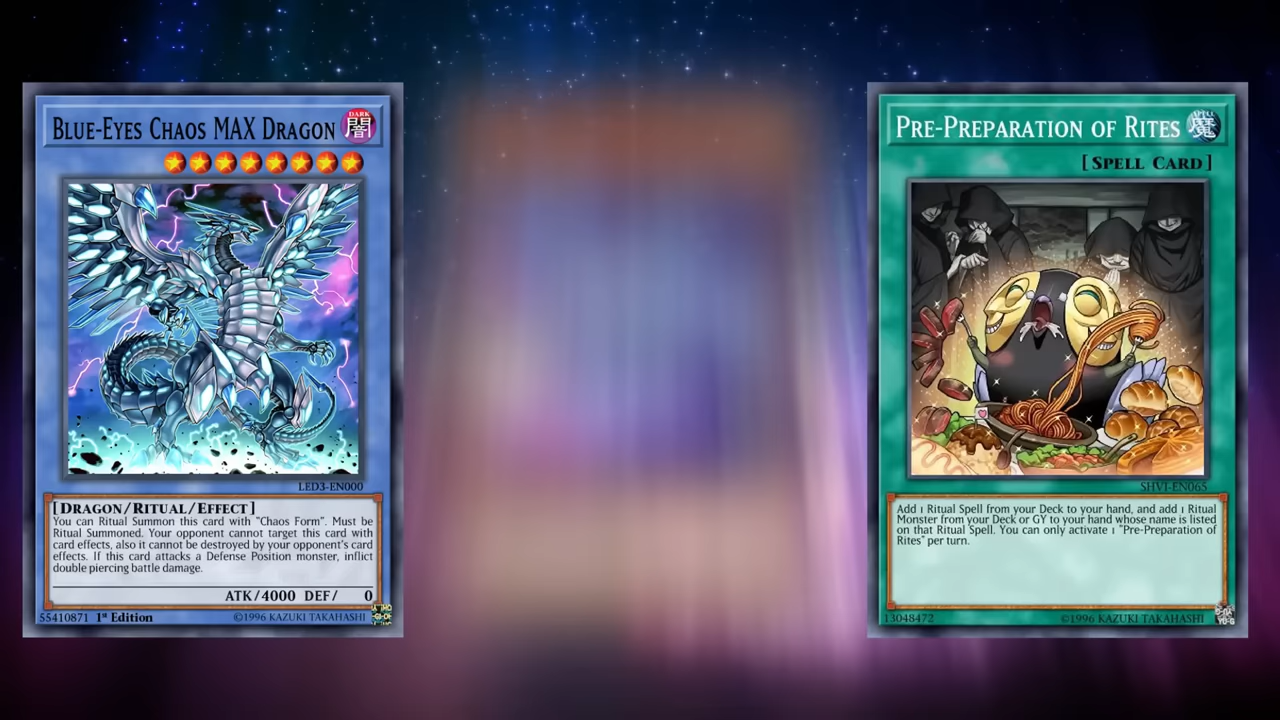 BLUE-EYES CHAOS MAX DRAGON
DARK
闇
LED3-EN000
[DRAGON/RITUAL/EFFECT]
You can Ritual Summon this card with "Chaos Form". Must be
Ritual Summoned. Your opponent cannot target this card with
card effects, also it cannot be destroyed by your opponent's card
effects. If this card attacks a Defense Position monster, inflict
double piercing battle damage.
ATK/4000 DEF/ 0
55410871 1st Edition ©1996 KAZUKI TAKAHASHI
PRE-PREPARATION OF RITES
魔
[SPELL CARD]
SHVI-EN065
Add 1 Ritual Spell from your Deck to your hand, and add 1 Ritual
Monster from your Deck or GY to your hand whose name is listed
on that Ritual Spell. You can only activate 1 "Pre-Preparation of
Rites" per turn.
13048472 ©1996 KAZUKI TAKAHASHI